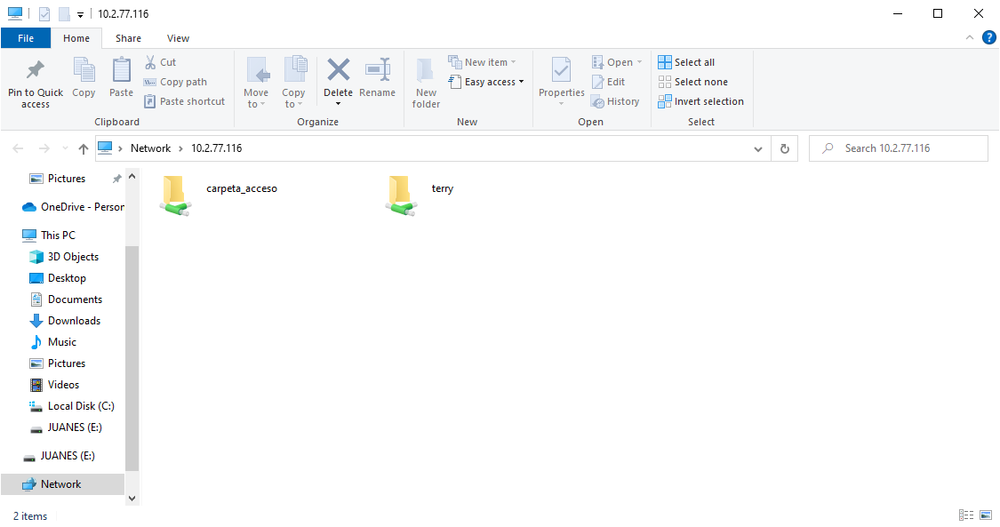 10.2.77.116
File Home Share View
Pin to Quick access
Copy
Paste
Cut
Copy path
Paste shortcut
Clipboard
Move to
Copy to
Delete
Rename
Organize
New folder
New item
Easy access
New
Properties
Open
Edit
History
Open
Select all
Select none
Invert selection
Select
Network 10.2.77.116
Search 10.2.77.116
Pictures
OneDrive - Person
This PC
3D Objects
Desktop
Documents
Downloads
Music
Pictures
Videos
Local Disk (C:)
JUANES (E:)
JUANES (E:)
Network
carpeta_acceso
terry
2 items